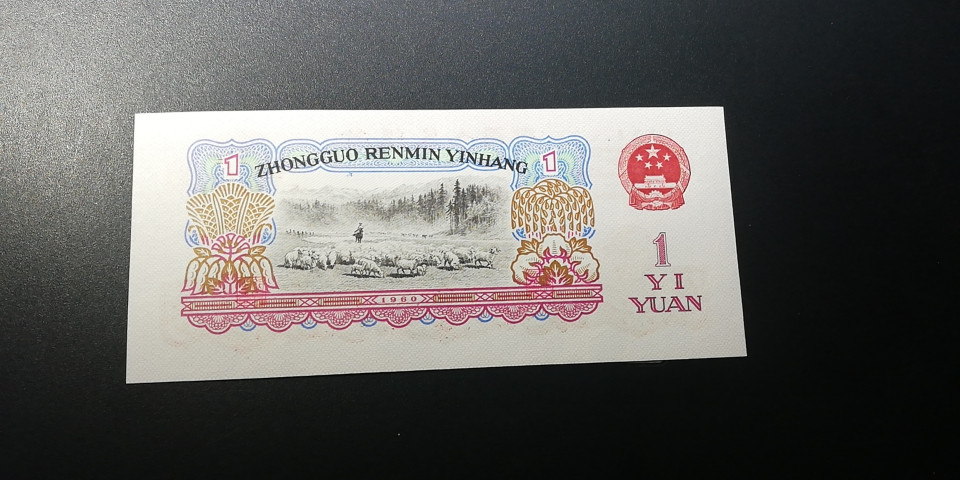 1 ZHONGGUO RENMIN YINHANG 1
1960
1
YI
YUAN